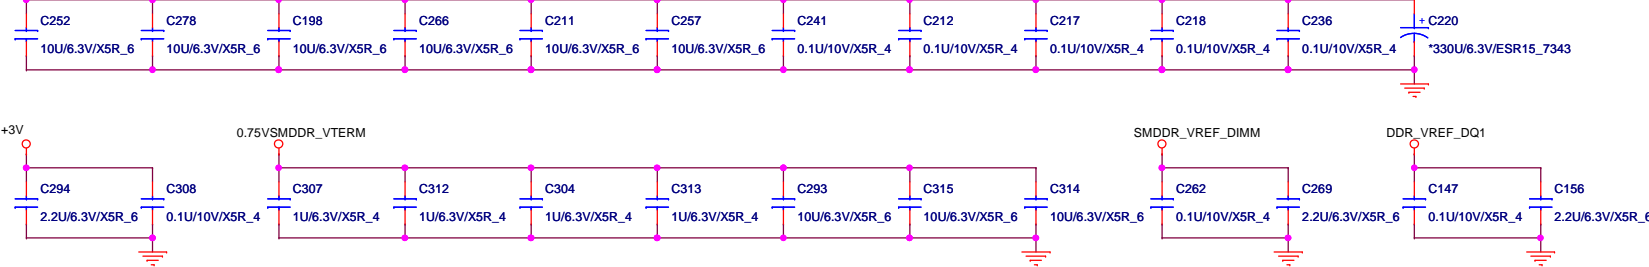 C252 C278 C198 C266 C211 C257 C241 C212 C217 C218 C236 + C220
10U/6.3V/X5R_6 10U/6.3V/X5R_6 10U/6.3V/X5R_6 10U/6.3V/X5R_6 10U/6.3V/X5R_6 10U/6.3V/X5R_6 0.1U/10V/X5R_4 0.1U/10V/X5R_4 0.1U/10V/X5R_4 0.1U/10V/X5R_4 0.1U/10V/X5R_4 *330U/6.3V/ESR15_7343
+3V 0.75VSMDDR_VTERM SMDDR_VREF_DIMM DDR_VREF_DQ1
C294 C308 C307 C312 C304 C313 C293 C315 C314 C262 C269 C147 C156
2.2U/6.3V/X5R_6 0.1U/10V/X5R_4 1U/6.3V/X5R_4 1U/6.3V/X5R_4 1U/6.3V/X5R_4 1U/6.3V/X5R_4 10U/6.3V/X5R_6 10U/6.3V/X5R_6 10U/6.3V/X5R_6 0.1U/10V/X5R_4 2.2U/6.3V/X5R_6 0.1U/10V/X5R_4 2.2U/6.3V/X5R_6